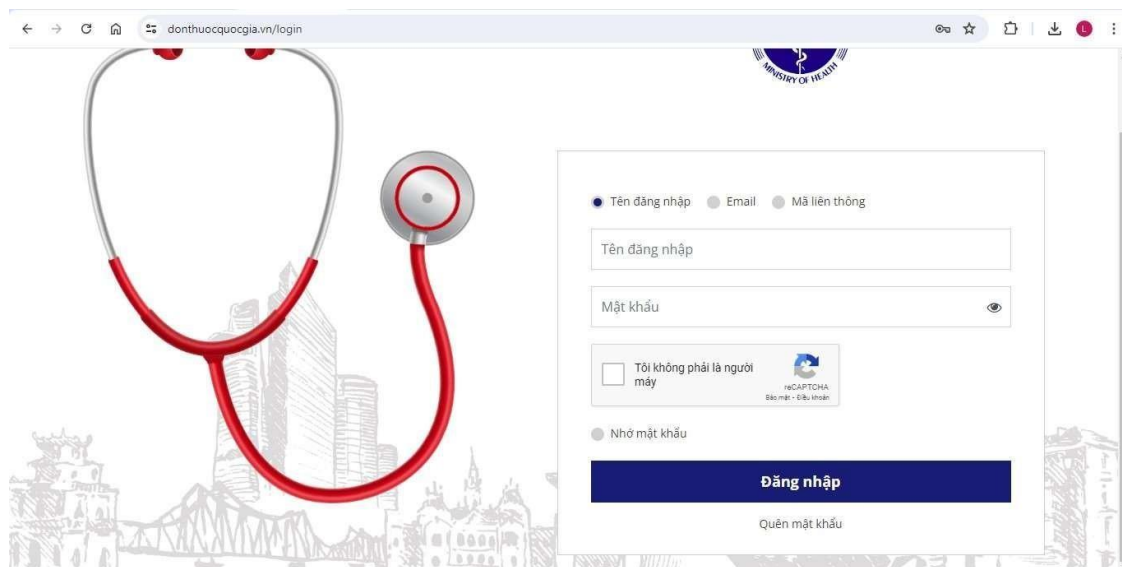 donthuocquocgia.vn/login
L
MINISTRY OF HEALTH
Tên đăng nhập Email Mã liên thông
Tên đăng nhập
Mật khẩu
Tôi không phải là người
máy
reCAPTCHA
Bảo mật - Điều khoản
Nhớ mật khẩu
Đăng nhập
Quên mật khẩu